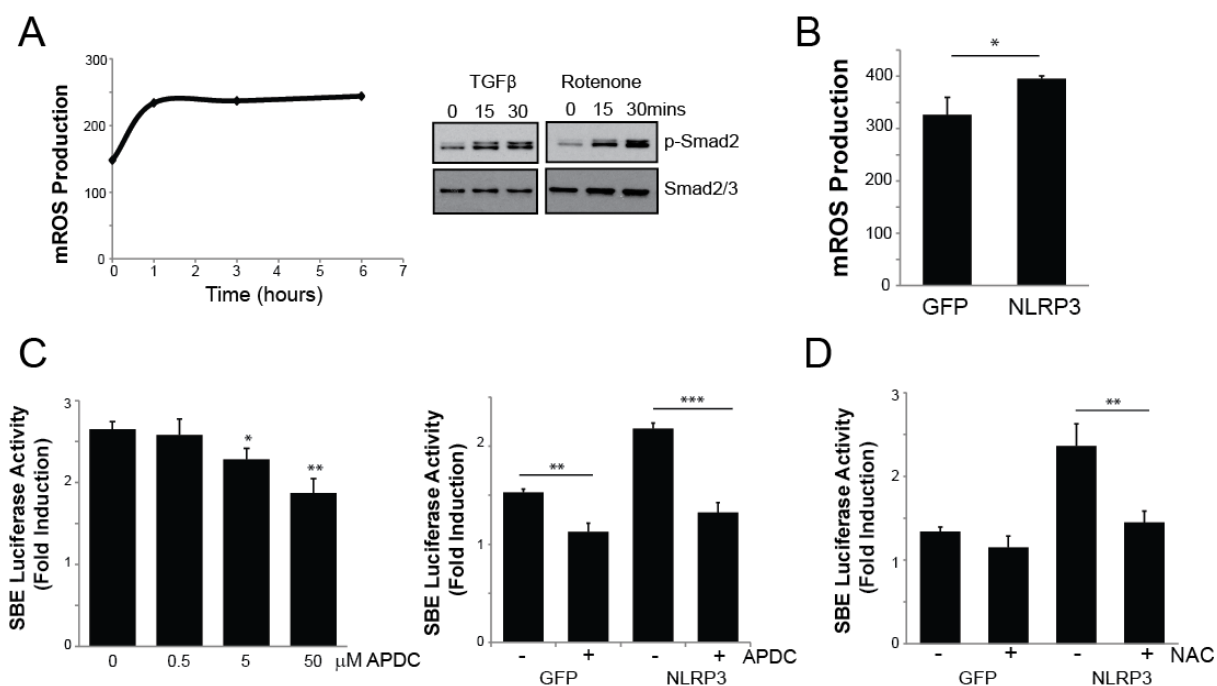 A
mROS Production
300
200
100
0
0 1 2 3 4 5 6 7
Time (hours)
TGFβ Rotenone
0 15 30 0 15 30mins
p-Smad2
Smad2/3
B
*
mROS Production
400
300
200
100
0
GFP NLRP3
C
SBE Luciferase Activity
(Fold Induction)
3
2
1
0
* **
0 0.5 5 50 μM APDC
SBE Luciferase Activity
(Fold Induction)
2
1
0
** ***
- + - + APDC
GFP NLRP3
D
SBE Luciferase Activity
(Fold Induction)
3
2
1
0
**
- + - + NAC
GFP NLRP3